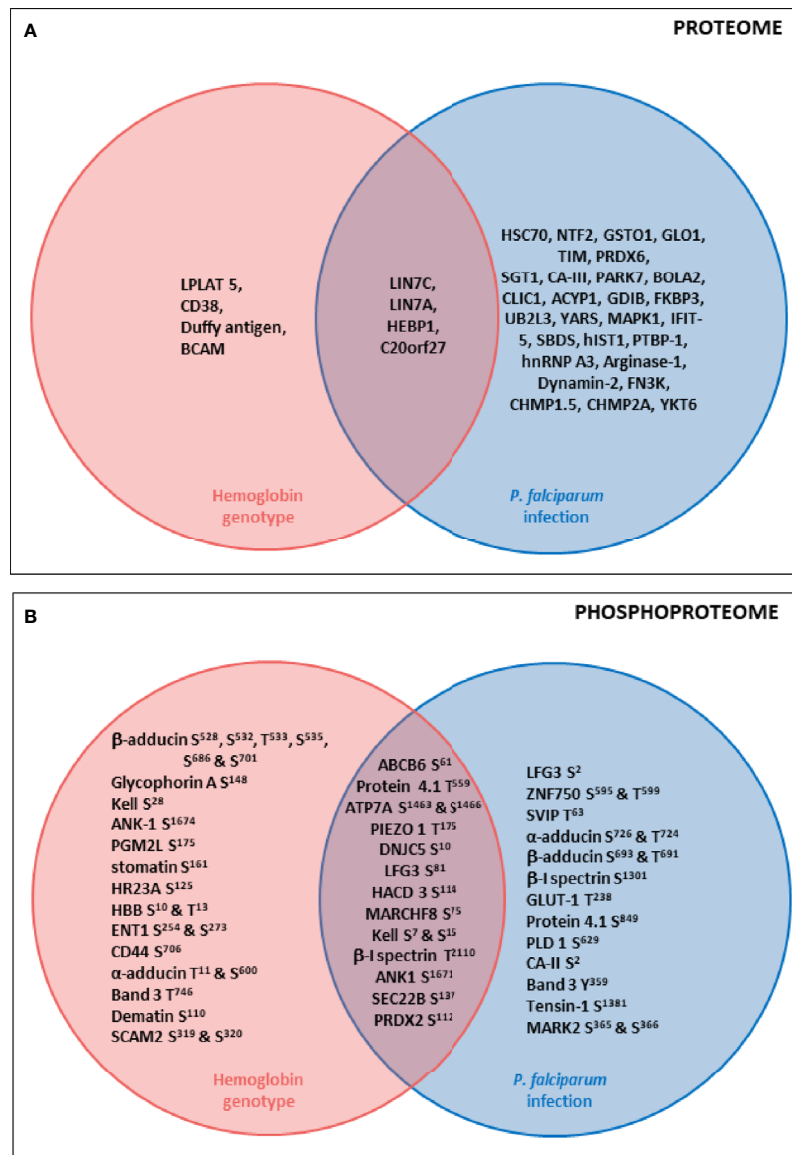 A
PROTEOME
LPLAT 5,
CD38,
Duffy antigen,
BCAM
LIN7C,
LIN7A,
HEBP1,
C20orf27
HSC70, NTF2, GSTO1, GLO1,
TIM, PRDX6,
SGT1, CA-III, PARK7, BOLA2,
CLIC1, ACYP1, GDIB, FKBP3,
UB2L3, YARS, MAPK1, IFIT-
5, SBDS, hIST1, PTBP-1,
hnRNP A3, Arginase-1,
Dynamin-2, FN3K,
CHMP1.5, CHMP2A, YKT6
Hemoglobin
genotype
P. falciparum
infection
B
PHOSPHOPROTEOME
β-adducin S⁵²⁸, S⁵³², T⁵³³, S⁵³⁵,
S⁶⁸⁶ & S⁷⁰¹
Glycophorin A S¹⁴⁸
Kell S²⁸
ANK-1 S¹⁶⁷⁴
PGM2L S¹⁷⁵
stomatin S¹⁶¹
HR23A S¹²⁵
HBB S¹⁰ & T¹³
ENT1 S²⁵⁴ & S²⁷³
CD44 S⁷⁰⁶
α-adducin T¹¹ & S⁶⁰⁰
Band 3 T⁷⁴⁶
Dematin S¹¹⁰
SCAM2 S³¹⁹ & S³²⁰
ABCB6 S⁶¹
Protein 4.1 T⁵⁵⁹
ATP7A S¹⁴⁶³ & S¹⁴⁶⁶
PIEZO 1 T¹⁷⁵
DNJC5 S¹⁰
LFG3 S⁸¹
HACD 3 S¹¹⁴
MARCHF8 S⁷⁵
Kell S⁷ & S¹⁵
β-I spectrin T²¹¹⁰
ANK1 S¹⁶⁷¹
SEC22B S¹³⁷
PRDX2 S¹¹²
LFG3 S²
ZNF750 S⁵⁹⁵ & T⁵⁹⁹
SVIP T⁶³
α-adducin S⁷²⁶ & T⁷²⁴
β-adducin S⁶⁹³ & T⁶⁹¹
β-I spectrin S¹³⁰¹
GLUT-1 T²³⁸
Protein 4.1 S⁸⁴⁹
PLD 1 S⁶²⁹
CA-II S²
Band 3 Y³⁵⁹
Tensin-1 S¹³⁸¹
MARK2 S³⁶⁵ & S³⁶⁶
Hemoglobin
genotype
P. falciparum
infection